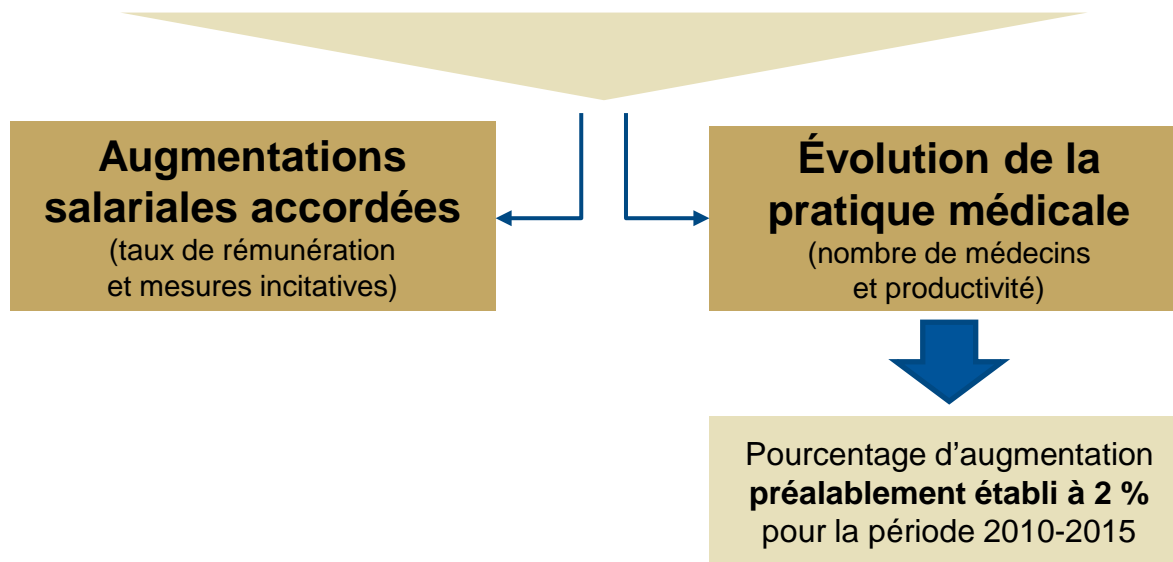 Augmentations
salariales accordées
(taux de rémunération
et mesures incitatives)
Évolution de la
pratique médicale
(nombre de médecins
et productivité)
Pourcentage d’augmentation
préalablement établi à 2 %
pour la période 2010-2015